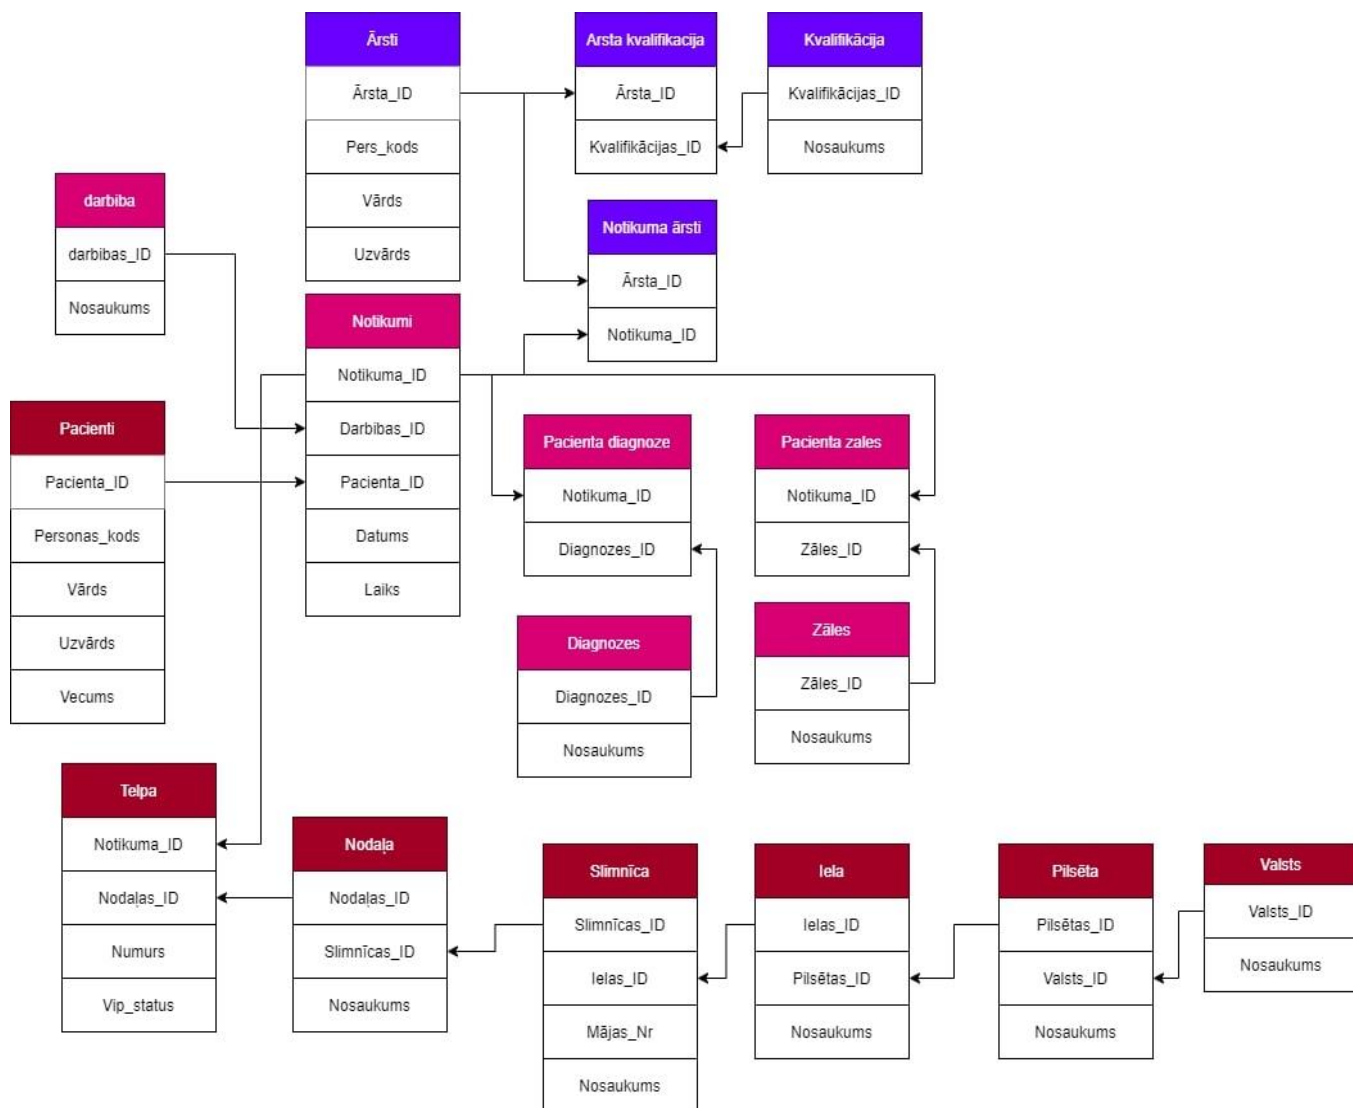 Ārsti
Ārsta_ID
Pers_kods
Vārds
Uzvārds
Arsta kvalifikacija
Ārsta_ID
Kvalifikācijas_ID
Kvalifikācija
Kvalifikācijas_ID
Nosaukums
darbiba
darbibas_ID
Nosaukums
Notikuma ārsti
Ārsta_ID
Notikuma_ID
Notikumi
Notikuma_ID
Darbibas_ID
Pacienta_ID
Datums
Laiks
Pacienti
Pacienta_ID
Personas_kods
Vārds
Uzvārds
Vecums
Pacienta diagnoze
Notikuma_ID
Diagnozes_ID
Pacienta zales
Notikuma_ID
Zāles_ID
Diagnozes
Diagnozes_ID
Nosaukums
Zāles
Zāles_ID
Nosaukums
Telpa
Notikuma_ID
Nodaļas_ID
Numurs
Vip_status
Nodaļa
Nodaļas_ID
Slimnīcas_ID
Nosaukums
Slimnīca
Slimnīcas_ID
Ielas_ID
Mājas_Nr
Nosaukums
Iela
Ielas_ID
Pilsētas_ID
Nosaukums
Pilsēta
Pilsētas_ID
Valsts_ID
Nosaukums
Valsts
Valsts_ID
Nosaukums